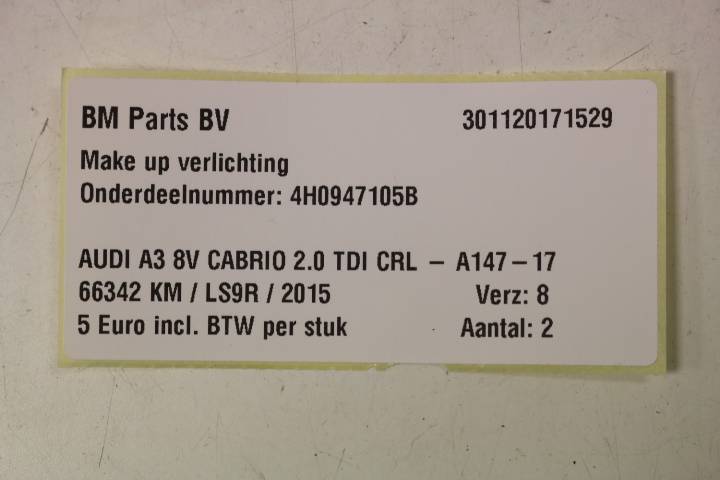 BM Parts BV 301120171529
Make up verlichting
Onderdeelnummer: 4H0947105B
AUDI A3 8V CABRIO 2.0 TDI CRL – A147–17
66342 KM / LS9R / 2015 Verz: 8
5 Euro incl. BTW per stuk Aantal: 2